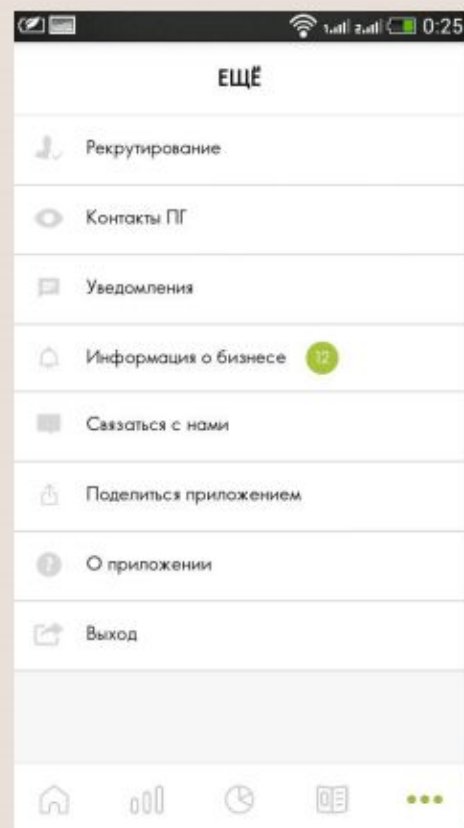 0:25
ЕЩЁ
Рекрутирование
Контакты ПГ
Уведомления
Информация о бизнесе 12
Связаться с нами
Поделиться приложением
О приложении
Выход